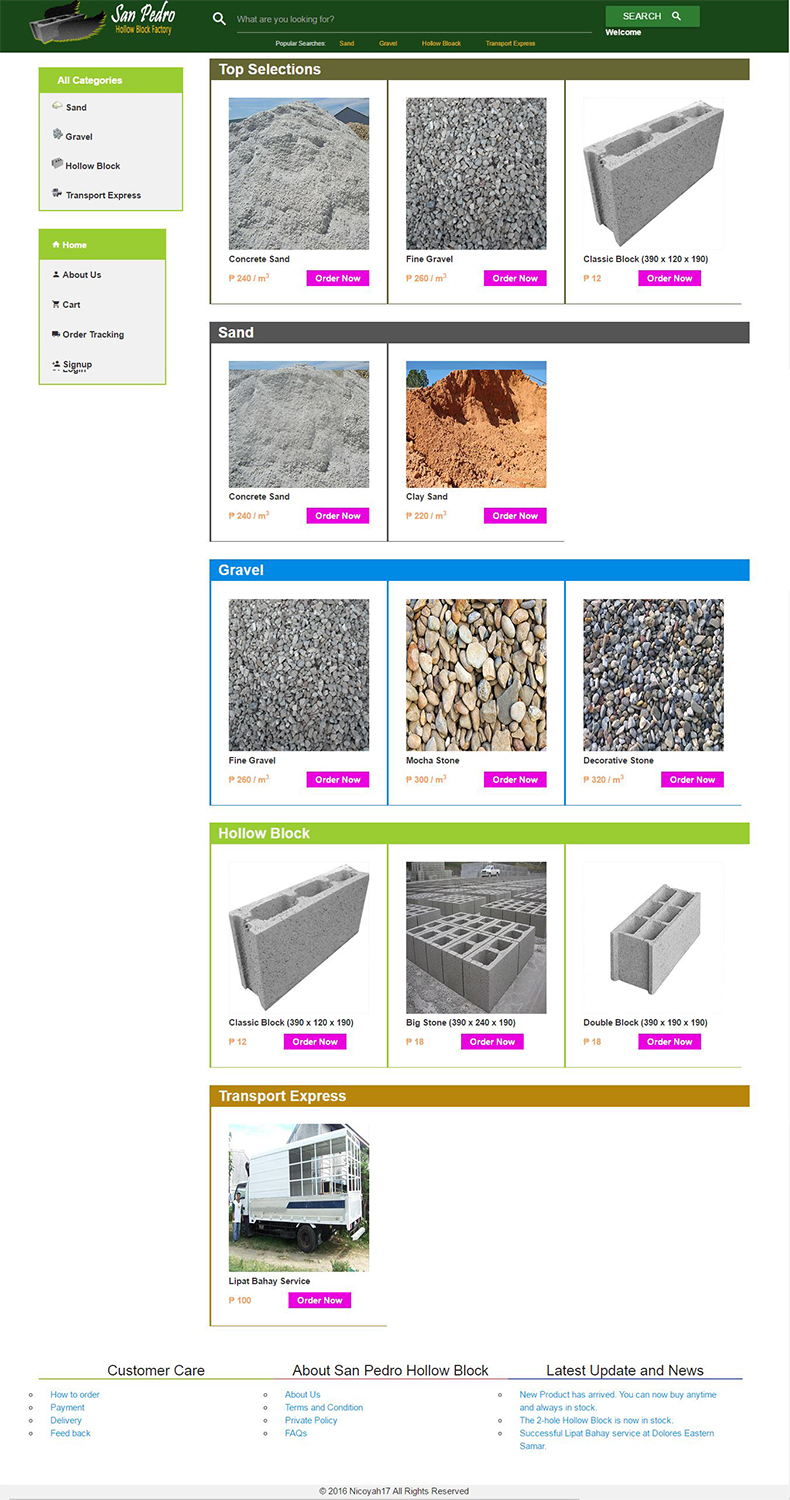 San Pedro
Hollow Block Factory
What are you looking for?
SEARCH
Welcome
Popular Searches: Sand Gravel Hollow Bloack Transport Express
All Categories
Sand
Gravel
Hollow Block
Transport Express
Home
About Us
Cart
Order Tracking
Signup
Login
Top Selections
Concrete Sand
₱ 240 / m³ Order Now
Fine Gravel
₱ 260 / m³ Order Now
Classic Block (390 x 120 x 190)
₱ 12 Order Now
Sand
Concrete Sand
₱ 240 / m³ Order Now
Clay Sand
₱ 220 / m³ Order Now
Gravel
Fine Gravel
₱ 260 / m³ Order Now
Mocha Stone
₱ 300 / m³ Order Now
Decorative Stone
₱ 320 / m³ Order Now
Hollow Block
Classic Block (390 x 120 x 190)
₱ 12 Order Now
Big Stone (390 x 240 x 190)
₱ 18 Order Now
Double Block (390 x 190 x 190)
₱ 18 Order Now
Transport Express
Lipat Bahay Service
₱ 100 Order Now
Customer Care
How to order
Payment
Delivery
Feed back
About San Pedro Hollow Block
About Us
Terms and Condition
Private Policy
FAQs
Latest Update and News
New Product has arrived. You can now buy anytime
and always in stock.
The 2-hole Hollow Block is now in stock.
Successful Lipat Bahay service at Dolores Eastern
Samar.
© 2016 Nicoyah17 All Rights Reserved